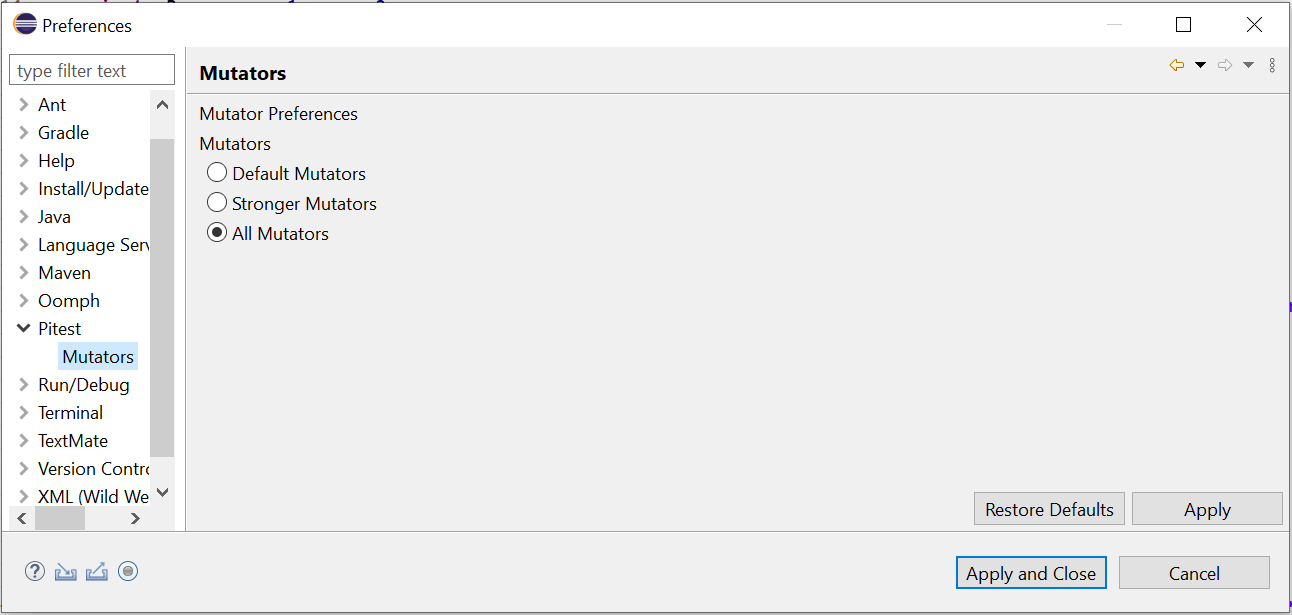 Preferences
type filter text
Ant
Gradle
Help
Install/Update
Java
Language Serv
Maven
Oomph
Pitest
Mutators
Run/Debug
Terminal
TextMate
Version Contro
XML (Wild We
Mutators
Mutator Preferences
Mutators
Default Mutators
Stronger Mutators
All Mutators
Restore Defaults
Apply
Apply and Close
Cancel